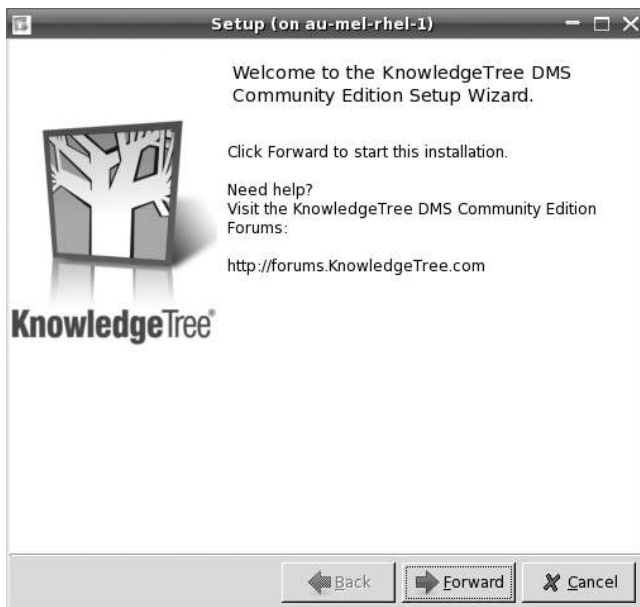 Setup (on au-mel-rhel-1)
Welcome to the KnowledgeTree DMS
Community Edition Setup Wizard.
Click Forward to start this installation.
Need help?
Visit the KnowledgeTree DMS Community Edition
Forums:
http://forums.KnowledgeTree.com
KnowledgeTree®
Back
Forward
Cancel